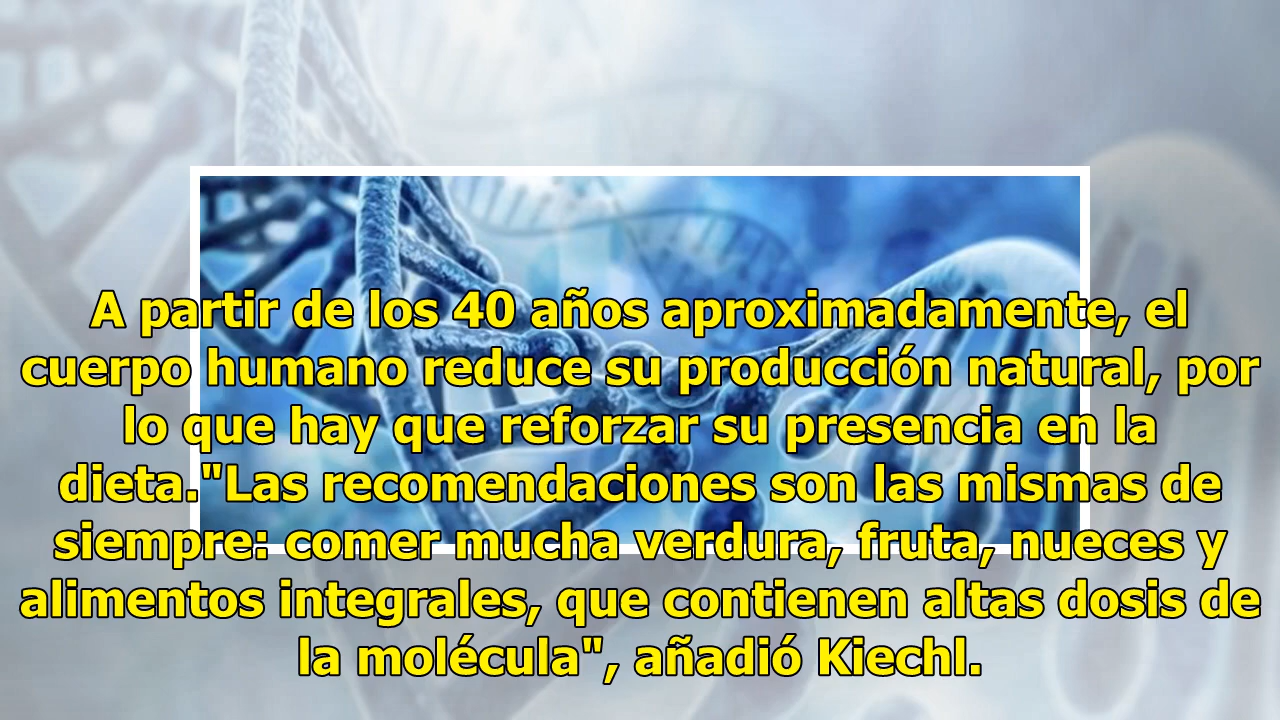 A partir de los 40 años aproximadamente, el
cuerpo humano reduce su producción natural, por
lo que hay que reforzar su presencia en la
dieta."Las recomendaciones son las mismas de
siempre: comer mucha verdura, fruta, nueces y
alimentos integrales, que contienen altas dosis de
la molécula", añadió Kiechl.